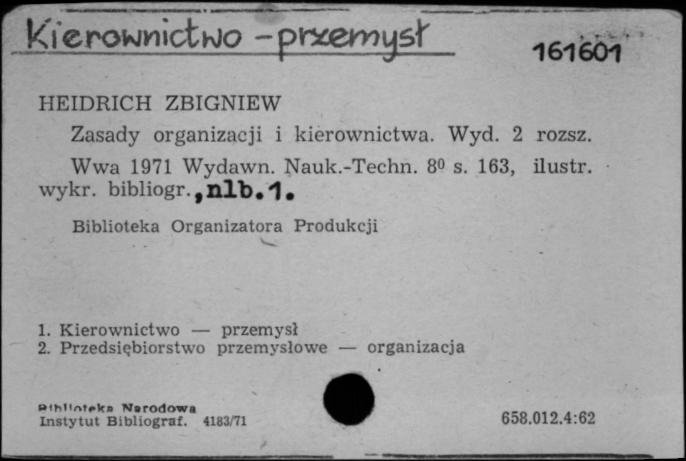 Kierownictwo - przemysł
161601
HEIDRICH ZBIGNIEW
Zasady organizacji i kierownictwa. Wyd. 2 rozsz.
Wwa 1971 Wydawn. Nauk.-Techn. 8⁰ s. 163, ilustr.
wykr. bibliogr., nlb.1.
Biblioteka Organizatora Produkcji
1. Kierownictwo — przemysł
2. Przedsiębiorstwo przemysłowe — organizacja
Biblioteka Narodowa
Instytut Bibliograf. 4183/71
658.012.4:62